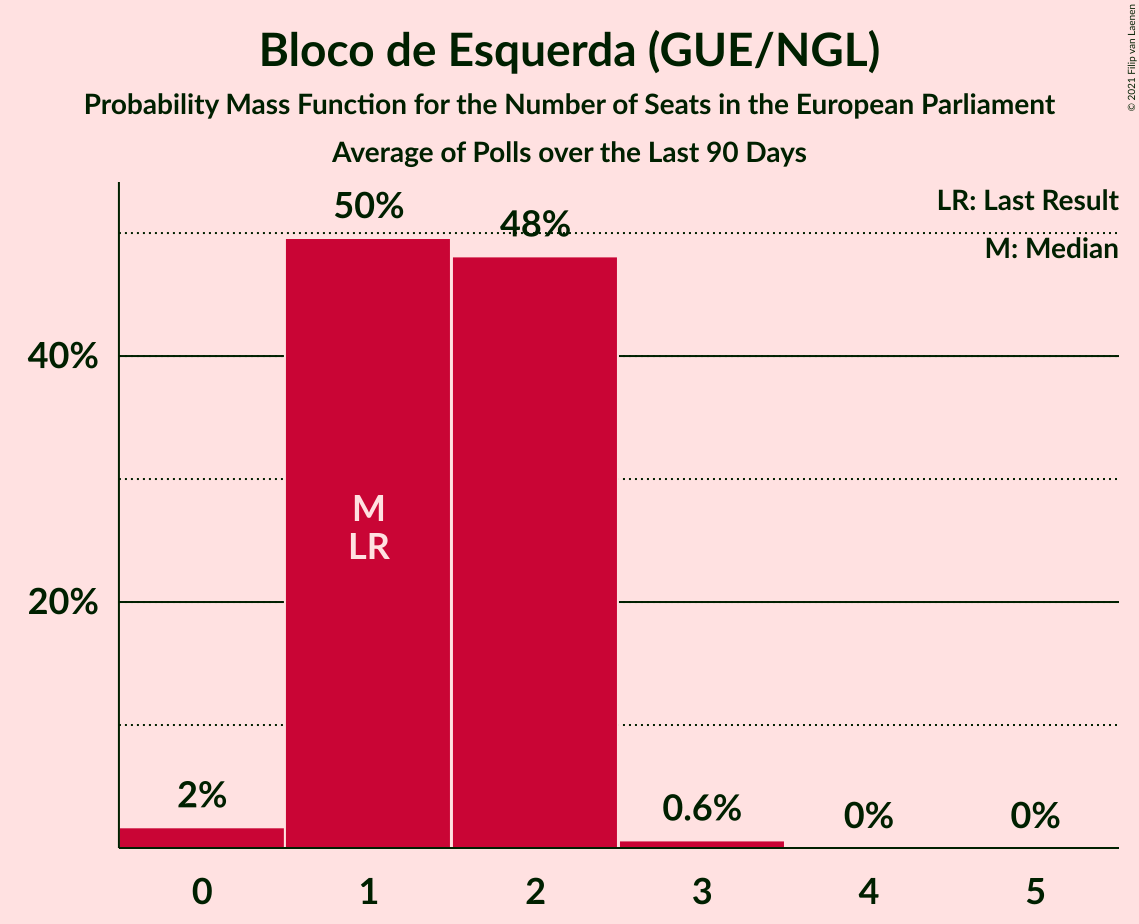 Bloco de Esquerda (GUE/NGL)
Probability Mass Function for the Number of Seats in the European Parliament
Average of Polls over the Last 90 Days
© 2021 Filip van Laenen
LR: Last Result
M: Median
50%
48%
40%
M
LR
20%
2%
0.6%
0%
0%
0 1 2 3 4 5